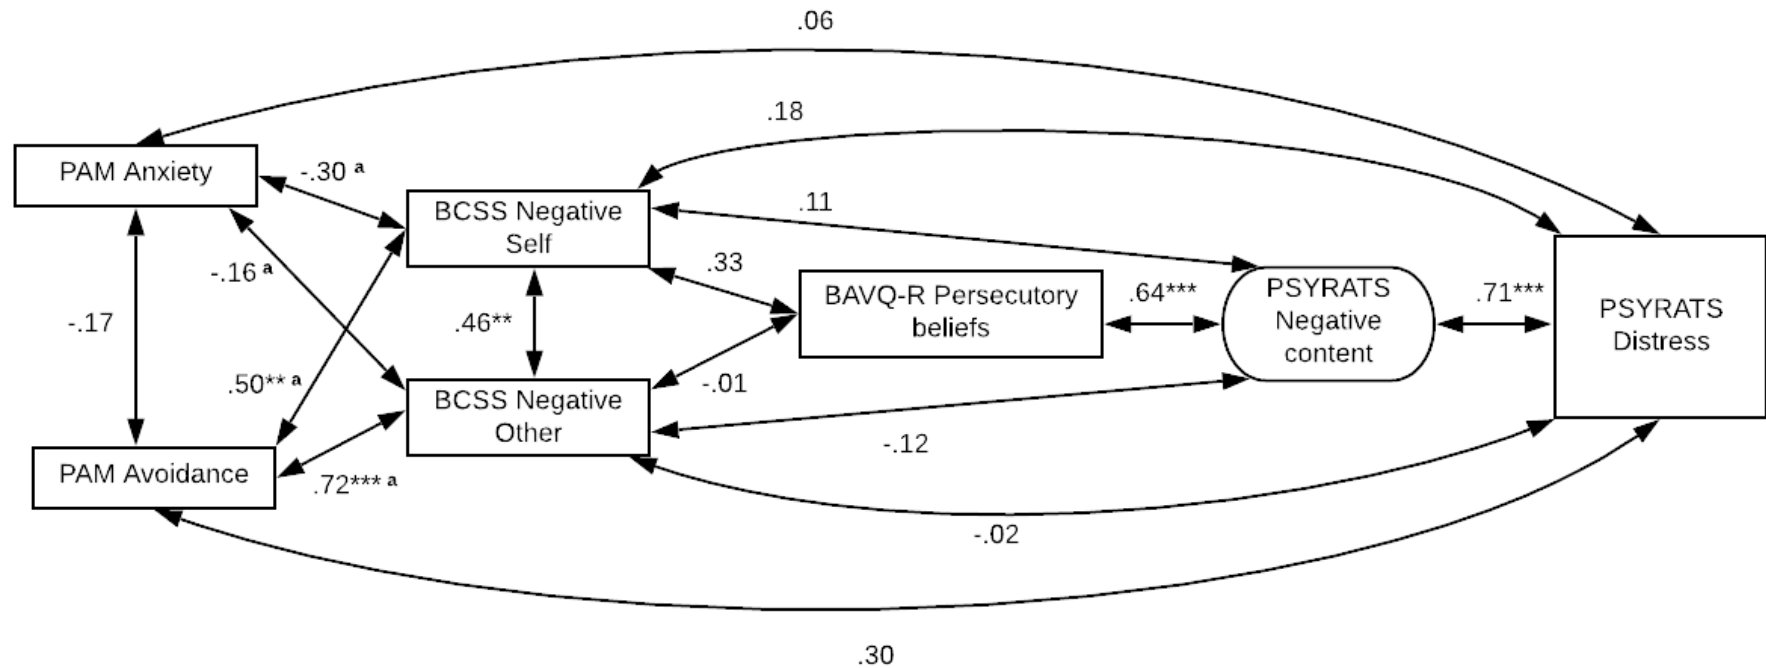 .06
.18
PAM Anxiety
-.30 a
BCSS Negative
Self
.11
-.16 a
.33
BAVQ-R Persecutory
beliefs
.64***
PSYRATS
Negative
content
.71***
PSYRATS
Distress
-.17
.46**
.50** a
-.01
BCSS Negative
Other
-.12
PAM Avoidance
.72*** a
-.02
.30